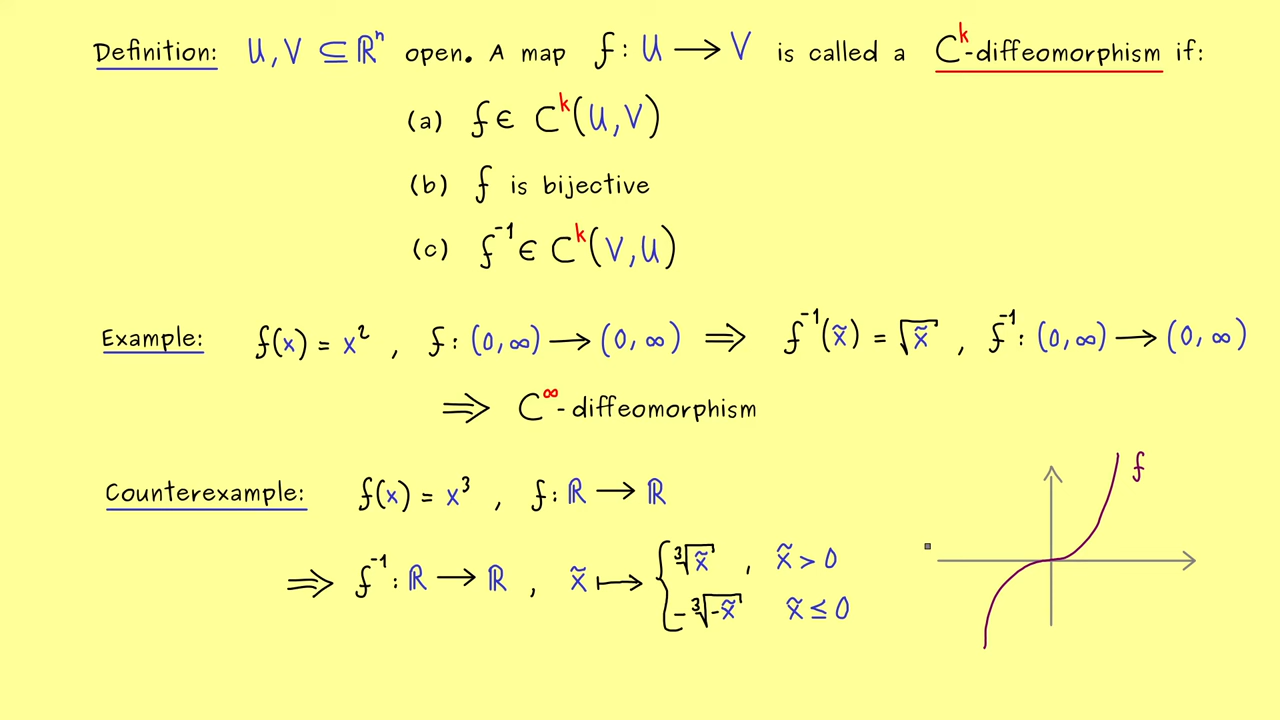 Definition: U, V ⊆ ℝⁿ open. A map f: U ⟶ V is called a Cᵏ-diffeomorphism if:
(a) f ∈ Cᵏ(U, V)
(b) f is bijective
(c) f⁻¹ ∈ Cᵏ(V, U)
Example: f(x) = x² , f: (0, ∞) ⟶ (0, ∞) ⟹ f⁻¹(x̃) = √x̃ , f⁻¹: (0, ∞) ⟶ (0, ∞)
⟹ C^∞-diffeomorphism
Counterexample: f(x) = x³ , f: ℝ ⟶ ℝ
f
⟹ f⁻¹: ℝ ⟶ ℝ , x̃ ⟼ { ∛x̃ , x̃ > 0
-∛-x̃ x̃ ≤ 0